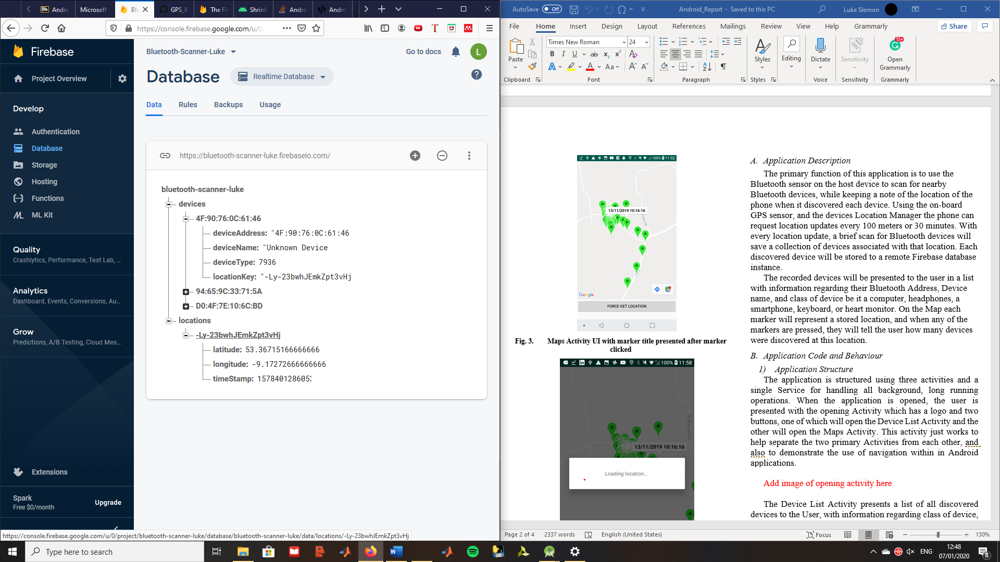 Andro
Microsoft
Blu
GPS_B
The Fi
Shrink
Andro
Andro
https://console.firebase.google.com/u/0
Firebase
Project Overview
Develop
Authentication
Database
Storage
Hosting
Functions
ML Kit
Quality
Crashlytics, Performance, Test Lab, ...
Analytics
Dashboard, Events, Conversions, Au...
Grow
Predictions, A/B Testing, Cloud Mes...
Extensions
Spark
Free $0/month
Upgrade
Bluetooth-Scanner-Luke
Go to docs
L
Database
Realtime Database
Data Rules Backups Usage
https://bluetooth-scanner-luke.firebaseio.com/
bluetooth-scanner-luke
devices
4F:90:76:0C:61:46
deviceAddress: "4F:90:76:0C:61:46
deviceName: "Unknown Device
deviceType: 7936
locationKey: "-Ly-23bwhJEmkZpt3vHj
94:65:9C:33:71:5A
D0:4F:7E:10:6C:BD
locations
-Ly-23bwhJEmkZpt3vHj
latitude: 53.36715166666666
longitude: -9.17272666666666
timeStamp: 1578401286053
https://console.firebase.google.com/u/0/project/bluetooth-scanner-luke/database/bluetooth-scanner-luke/data/locations/-Ly-23bwhJEmkZpt3vHj
AutoSave Off
Android_Report - Saved to this PC
Luke Slemon
File Home Insert Design Layout References Mailings Review View Help Grammarly
Share
Paste
Times New Roman 24
Styles
Editing
Dictate
Sensitivity
Open
Grammarly
Clipboard Font Paragraph Styles Voice Sensitivity Grammarly
100% 11:52
13/11/2019 10:16:16
Google
FORCE GET LOCATION
Fig. 3. Maps Activity UI with marker title presented after marker
clicked
100% 11:58
13/11/2019 10:16:16
Loading location...
A. Application Description
The primary function of this application is to use the
Bluetooth sensor on the host device to scan for nearby
Bluetooth devices, while keeping a note of the location of the
phone when it discovered each device. Using the on-board
GPS sensor, and the devices Location Manager the phone can
request location updates every 100 meters or 30 minutes. With
every location update, a brief scan for Bluetooth devices will
save a collection of devices associated with that location. Each
discovered device will be stored to a remote Firebase database
instance.
The recorded devices will be presented to the user in a list
with information regarding their Bluetooth Address, Device
name, and class of device be it a computer, headphones, a
smartphone, keyboard, or heart monitor. On the Map each
marker will represent a stored location, and when any of the
markers are pressed, they will tell the user how many devices
were discovered at this location.
B. Application Code and Behaviour
1) Application Structure
The application is structured using three activities and a
single Service for handling all background, long running
operations. When the application is opened, the user is
presented with the opening Activity which has a logo and two
buttons, one of which will open the Device List Activity and the
other will open the Maps Activity. This activity just works to
help separate the two primary Activities from each other, and
also to demonstrate the use of navigation within in Android
applications.
Add image of opening activity here
The Device List Activity presents a list of all discovered
devices to the User, with information regarding class of device,
Page 2 of 4 2337 words English (United States) Focus 130%
Type here to search
ENG
12:48
07/01/2020
8